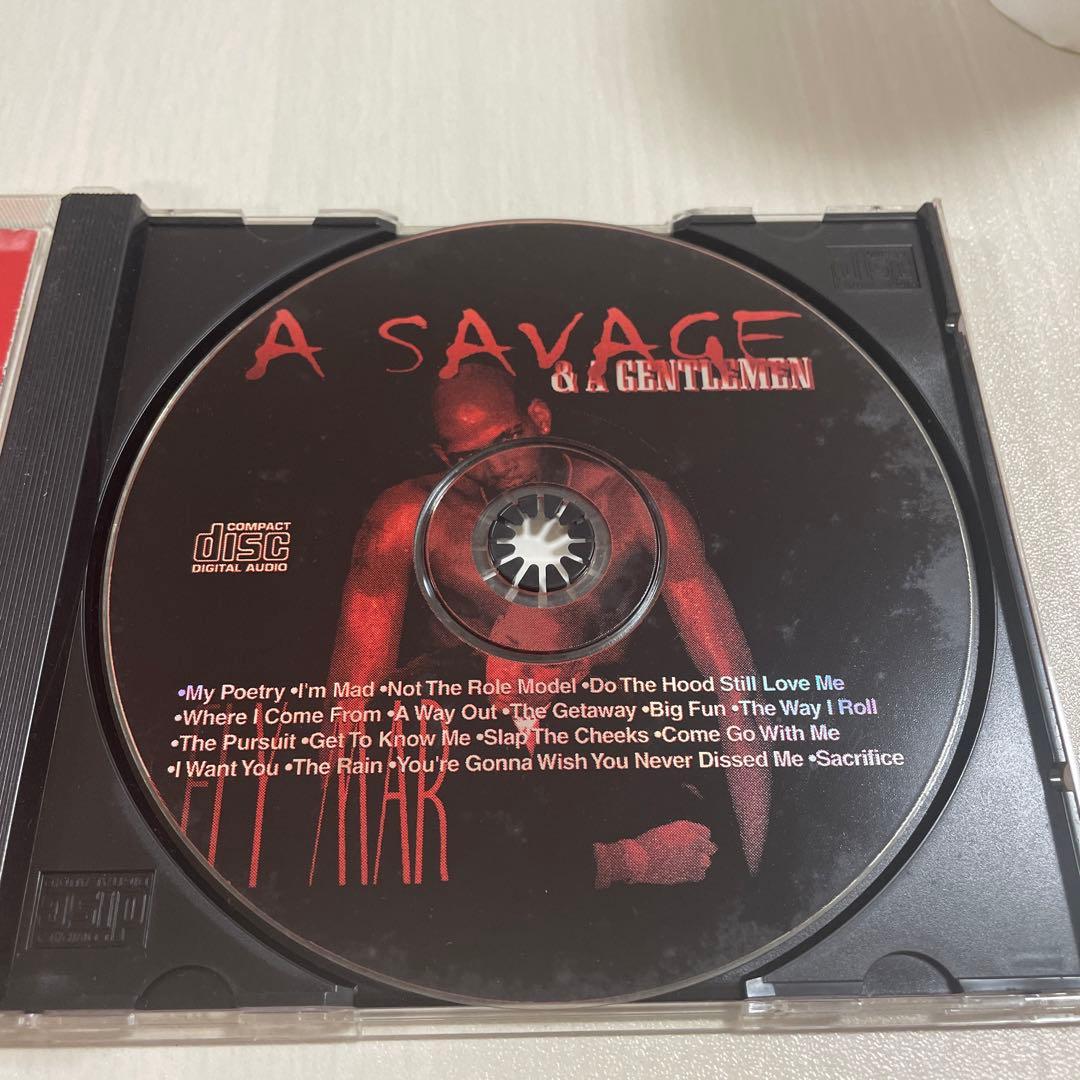 A SAVAGE
& A GENTLEMEN
COMPACT
disc
DIGITAL AUDIO
•My Poetry •I'm Mad •Not The Role Model •Do The Hood Still Love Me
•Where I Come From •A Way Out •The Getaway •Big Fun •The Way I Roll
•The Pursuit •Get To Know Me •Slap The Cheeks •Come Go With Me
•I Want You •The Rain •You're Gonna Wish You Never Dissed Me •Sacrifice
MAR